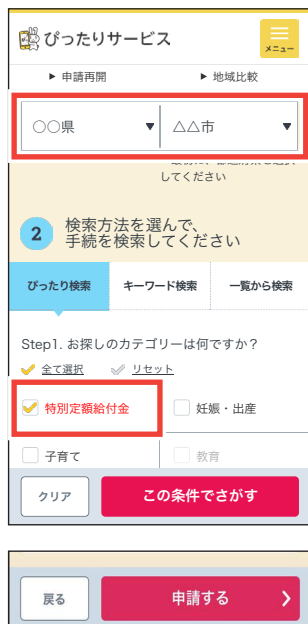 ぴったりサービス
メニュー
▶ 申請再開 ▶ 地域比較
○○県 ▼ △△市 ▼
してください
2 検索方法を選んで、
手続を検索してください
ぴったり検索 キーワード検索 一覧から検索
Step1. お探しのカテゴリーは何ですか？
全て選択 リセット
特別定額給付金 妊娠・出産
子育て 教育
クリア この条件でさがす
戻る 申請する